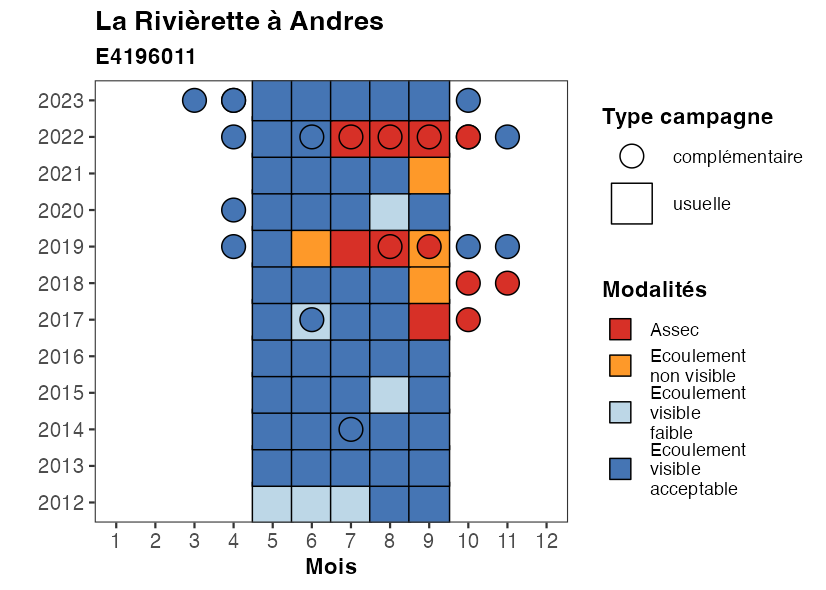 La Rivièrette à Andres
E4196011
2023
2022
2021
2020
2019
2018
2017
2016
2015
2014
2013
2012
1 2 3 4 5 6 7 8 9 10 11 12
Mois
Type campagne
complémentaire
usuelle
Modalités
Assec
Ecoulement
non visible
Ecoulement
visible
faible
Ecoulement
visible
acceptable